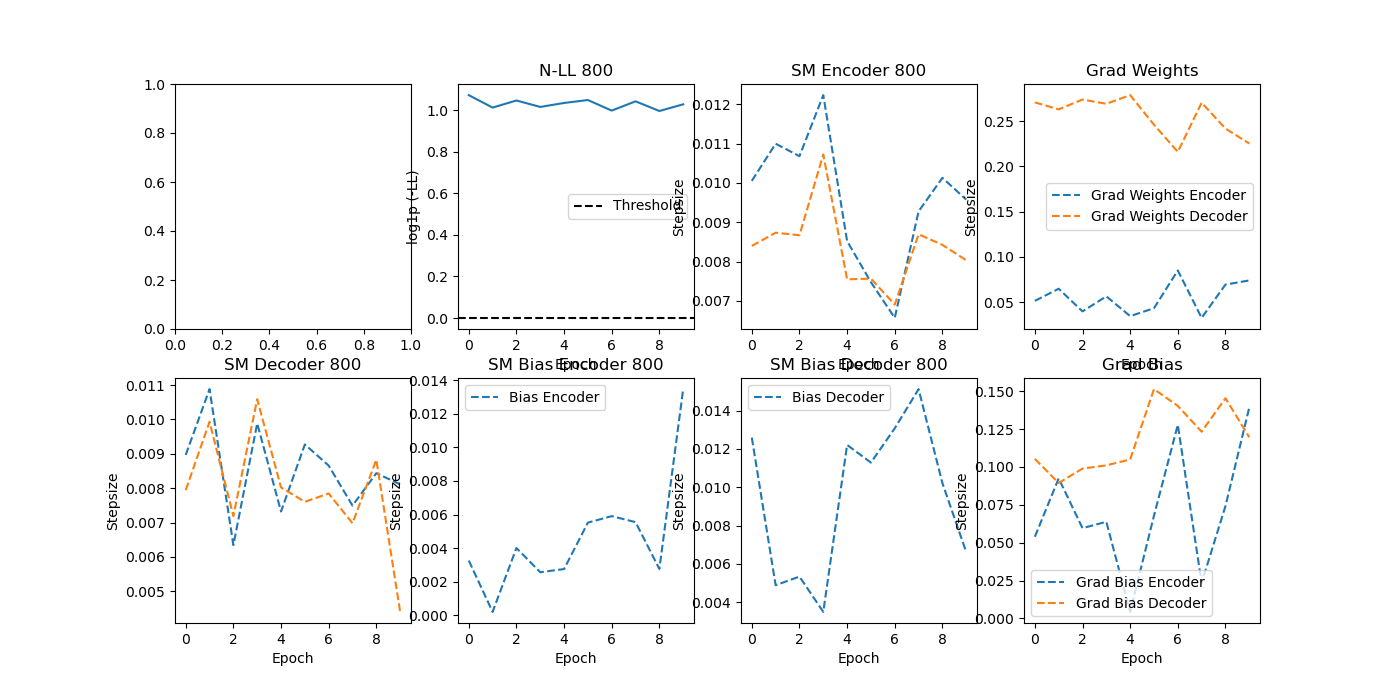 N-LL 800
SM Encoder 800
Grad Weights
1.0
0.8
0.6
0.4
0.2
0.0
0.0 0.2 0.4 0.6 0.8 1.0
log1p (-LL)
1.0
0.8
0.6
0.4
0.2
0.0
Threshold
0 2 4 6 8
Epoch
Stepsize
0.012
0.011
0.010
0.009
0.008
0.007
0 2 4 6 8
Epoch
Stepsize
0.25
0.20
0.15
0.10
0.05
Grad Weights Encoder
Grad Weights Decoder
0 2 4 6 8
Epoch
SM Decoder 800
Stepsize
0.011
0.010
0.009
0.008
0.007
0.006
0.005
0 2 4 6 8
Epoch
SM Bias Encoder 800
Stepsize
0.014
0.012
0.010
0.008
0.006
0.004
0.002
0.000
Bias Encoder
0 2 4 6 8
Epoch
SM Bias Decoder 800
Stepsize
0.014
0.012
0.010
0.008
0.006
0.004
Bias Decoder
0 2 4 6 8
Epoch
Grad Bias
Stepsize
0.150
0.125
0.100
0.075
0.050
0.025
0.000
Grad Bias Encoder
Grad Bias Decoder
0 2 4 6 8
Epoch